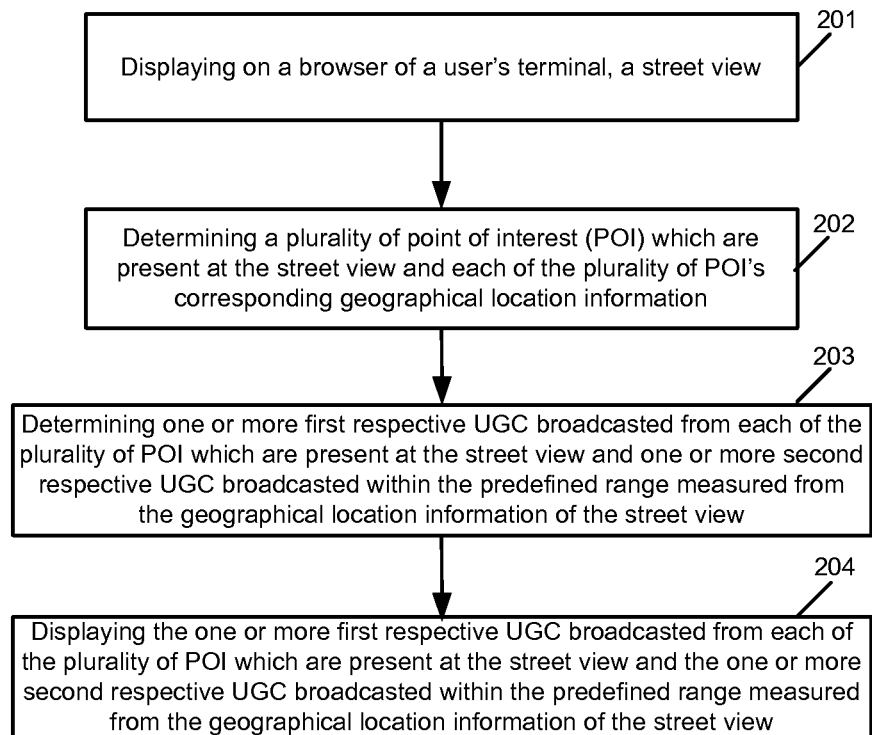 201
Displaying on a browser of a user's terminal, a street view
202
Determining a plurality of point of interest (POI) which are
present at the street view and each of the plurality of POI's
corresponding geographical location information
203
Determining one or more first respective UGC broadcasted from each of the
plurality of POI which are present at the street view and one or more second
respective UGC broadcasted within the predefined range measured from
the geographical location information of the street view
204
Displaying the one or more first respective UGC broadcasted from each of
the plurality of POI which are present at the street view and the one or more
second respective UGC broadcasted within the predefined range measured
from the geographical location information of the street view